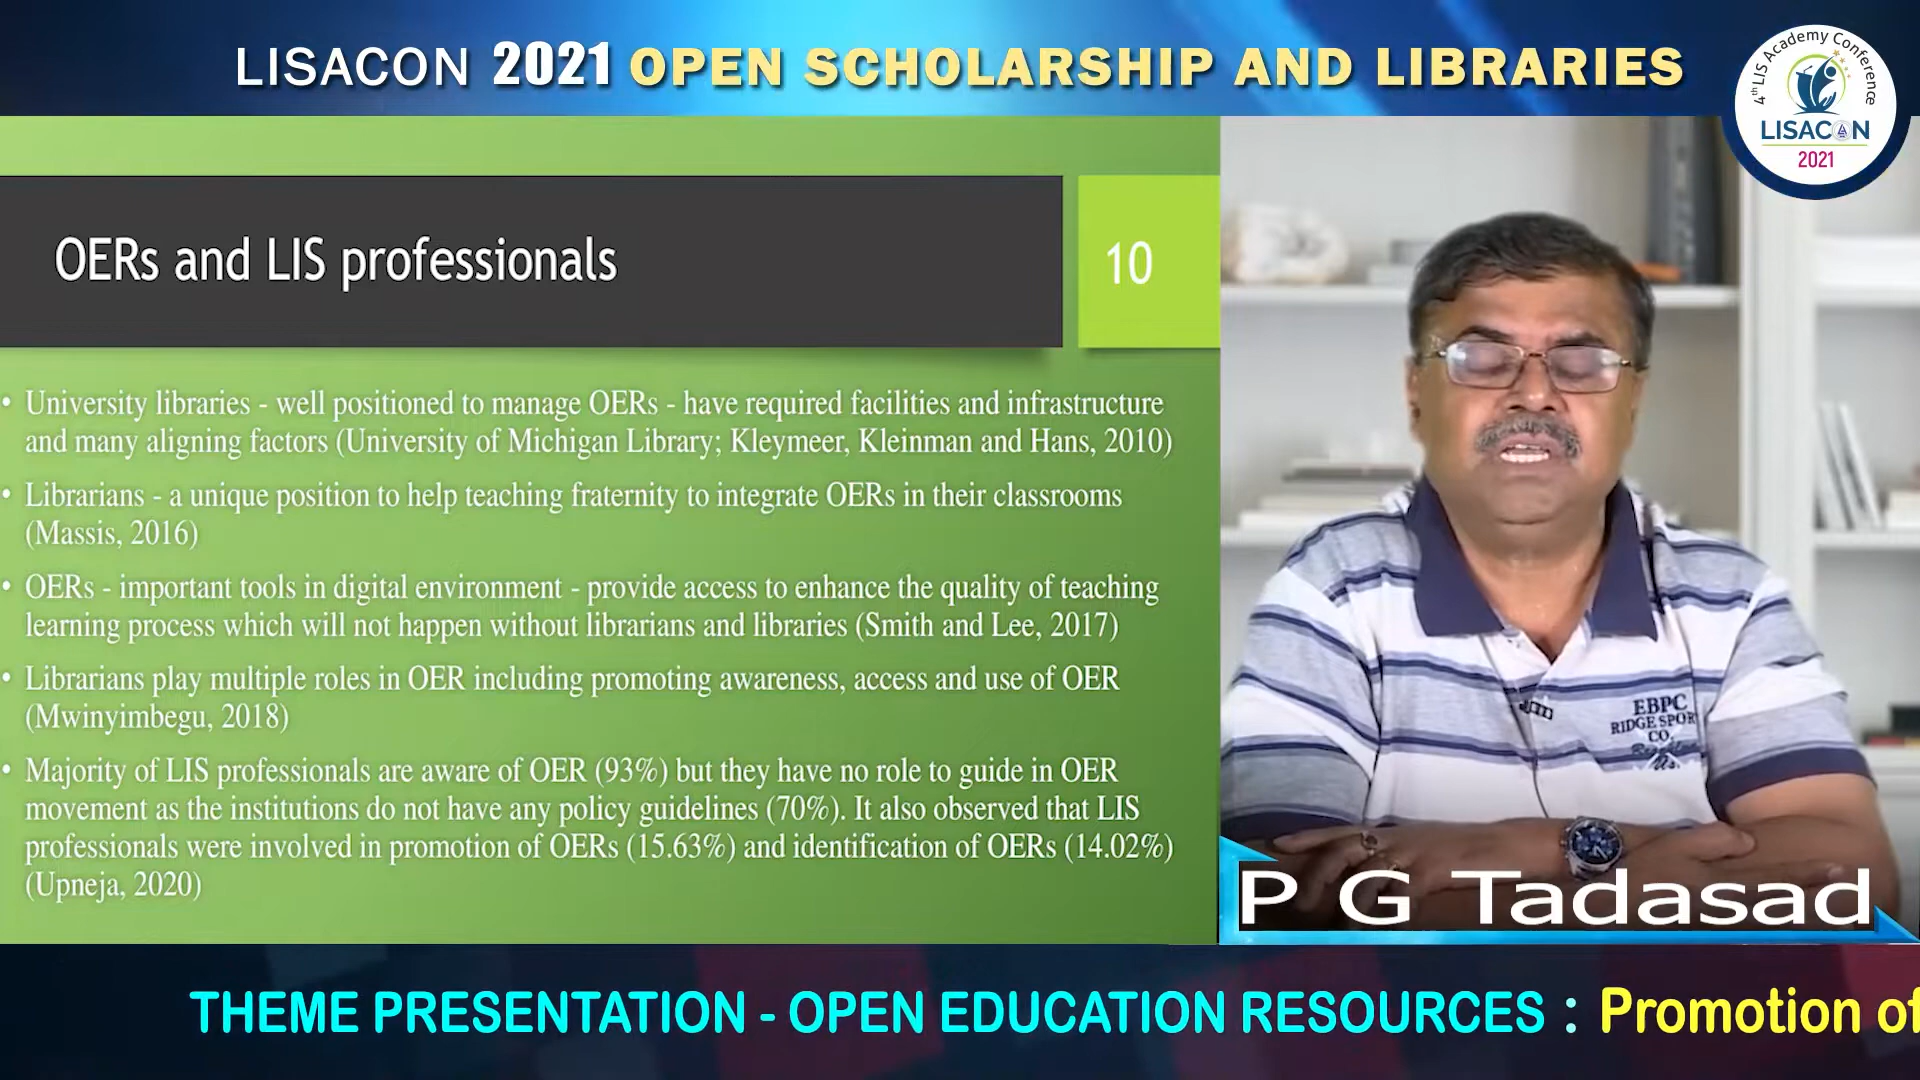 LISACON 2021 OPEN SCHOLARSHIP AND LIBRARIES
4th LIS Academy Conference
LISACON
2021
OERs and LIS professionals
10
• University libraries - well positioned to manage OERs - have required facilities and infrastructure
and many aligning factors (University of Michigan Library; Kleymeer, Kleinman and Hans, 2010)
• Librarians - a unique position to help teaching fraternity to integrate OERs in their classrooms
(Massis, 2016)
• OERs - important tools in digital environment - provide access to enhance the quality of teaching
learning process which will not happen without librarians and libraries (Smith and Lee, 2017)
• Librarians play multiple roles in OER including promoting awareness, access and use of OER
(Mwinyimbegu, 2018)
• Majority of LIS professionals are aware of OER (93%) but they have no role to guide in OER
movement as the institutions do not have any policy guidelines (70%). It also observed that LIS
professionals were involved in promotion of OERs (15.63%) and identification of OERs (14.02%)
(Upneja, 2020)
EBPC
RIDGE SPOR
CO.
P G Tadasad
THEME PRESENTATION - OPEN EDUCATION RESOURCES : Promotion of